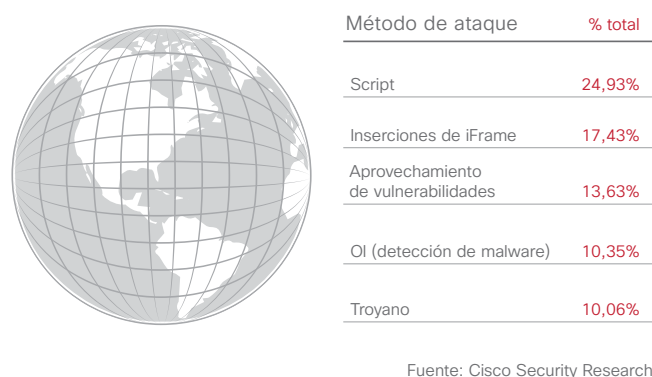 Método de ataque % total
Script 24,93%
Inserciones de iFrame 17,43%
Aprovechamiento
de vulnerabilidades 13,63%
OI (detección de malware) 10,35%
Troyano 10,06%
Fuente: Cisco Security Research